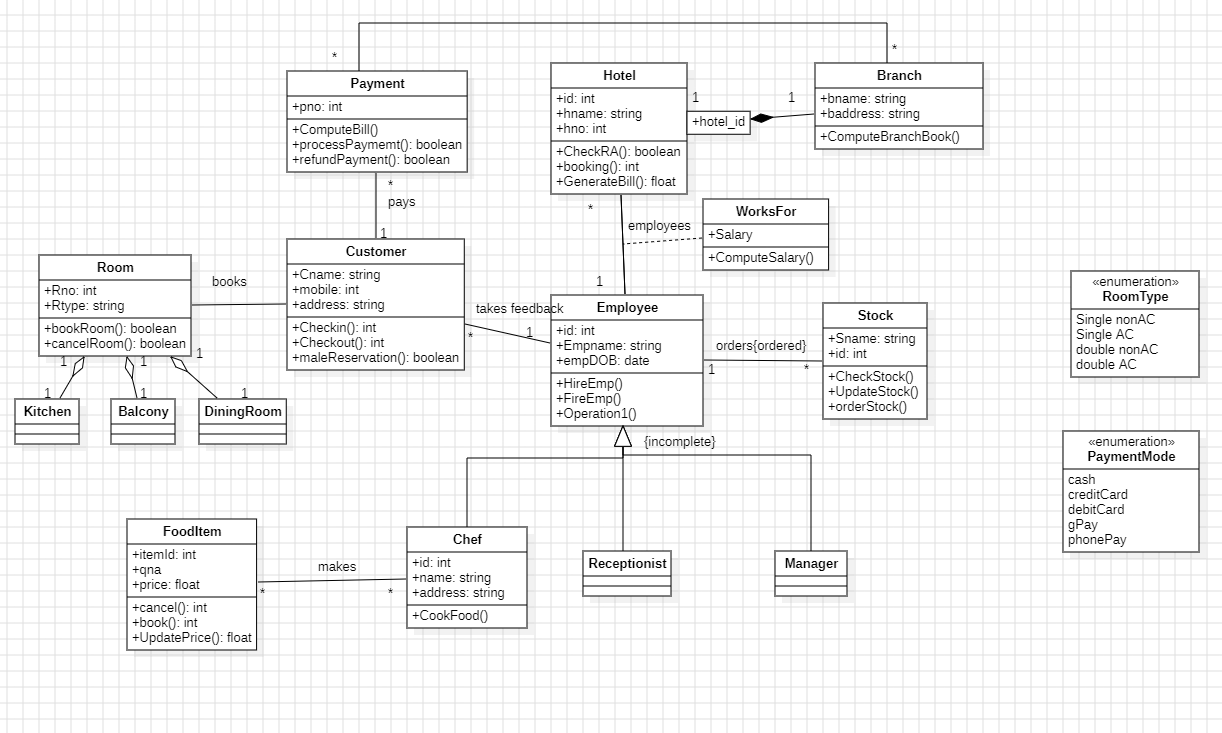 *
*
Payment
+pno: int
+ComputeBill()
+processPaymemt(): boolean
+refundPayment(): boolean
Hotel
+id: int
+hname: string
+hno: int
+CheckRA(): boolean
+booking(): int
+GenerateBill(): float
1
+hotel_id
1
Branch
+bname: string
+baddress: string
+ComputeBranchBook()
*
pays
1
*
employees
1
WorksFor
+Salary
+ComputeSalary()
Room
+Rno: int
+Rtype: string
+bookRoom(): boolean
+cancelRoom(): boolean
books
Customer
+Cname: string
+mobile: int
+address: string
+Checkin(): int
+Checkout(): int
+maleReservation(): boolean
takes feedback
*
1
Employee
+id: int
+Empname: string
+empDOB: date
+HireEmp()
+FireEmp()
+Operation1()
orders{ordered}
1
*
Stock
+Sname: string
+id: int
+CheckStock()
+UpdateStock()
+orderStock()
«enumeration»
RoomType
Single nonAC
Single AC
double nonAC
double AC
1
1
1
1
1
1
Kitchen
Balcony
DiningRoom
{incomplete}
«enumeration»
PaymentMode
cash
creditCard
debitCard
gPay
phonePay
FoodItem
+itemId: int
+qna
+price: float
+cancel(): int
+book(): int
+UpdatePrice(): float
makes
*
*
Chef
+id: int
+name: string
+address: string
+CookFood()
Receptionist
Manager